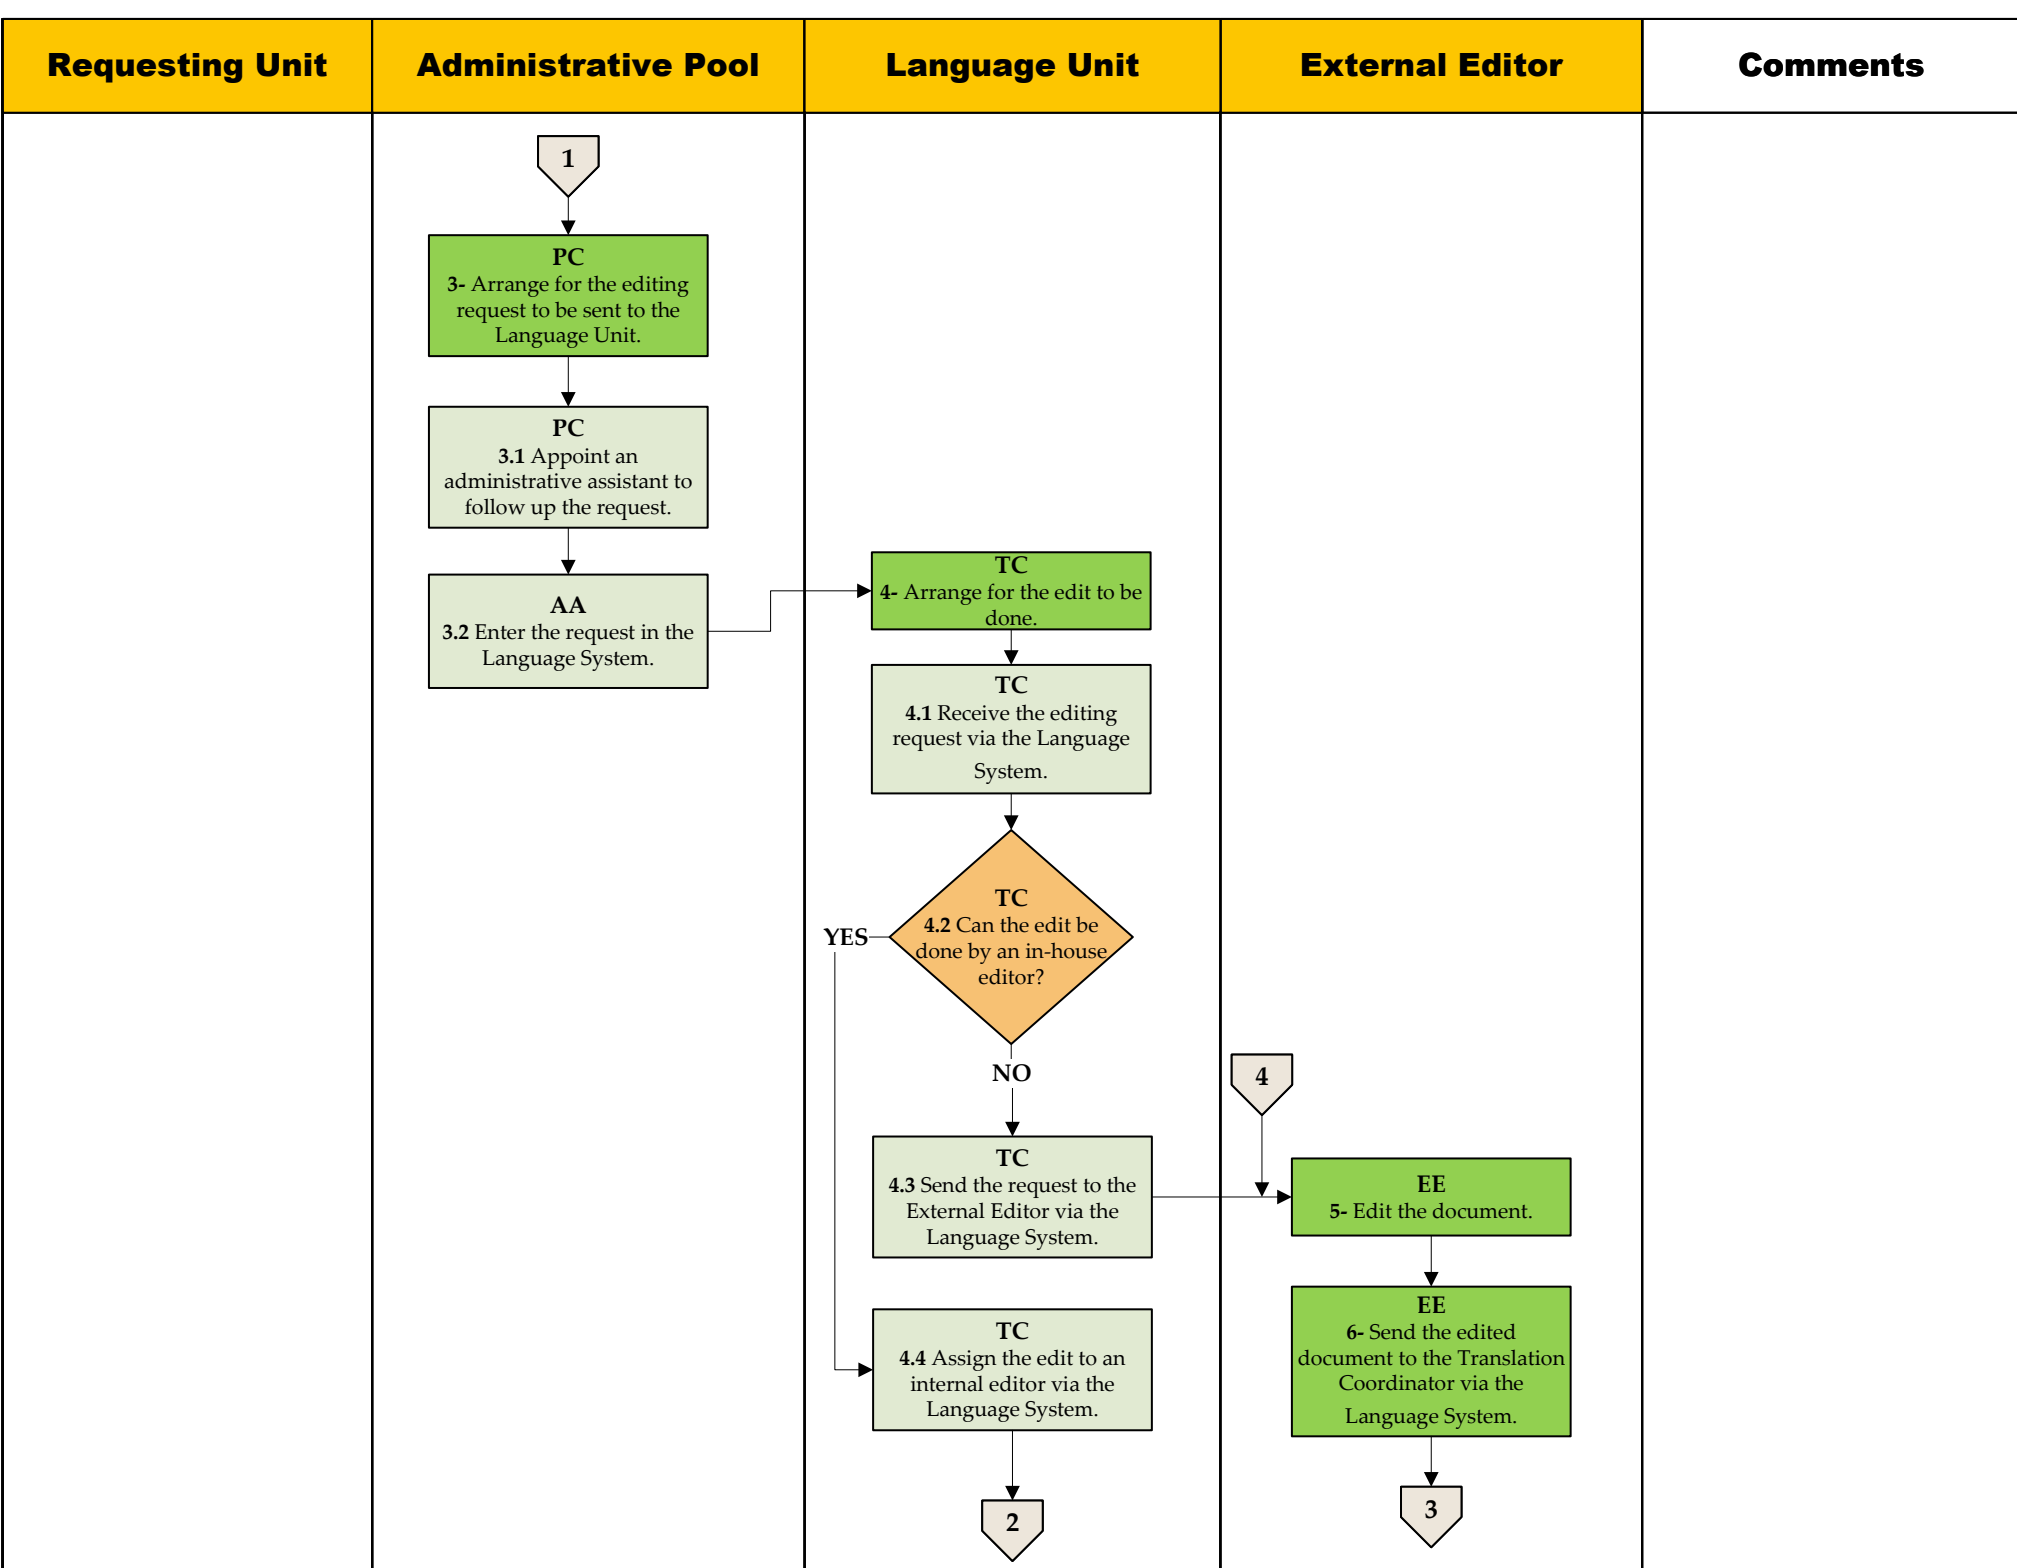 Requesting Unit
Administrative Pool
Language Unit
External Editor
Comments
1
PC
3- Arrange for the editing
request to be sent to the
Language Unit.
PC
3.1 Appoint an
administrative assistant to
follow up the request.
AA
3.2 Enter the request in the
Language System.
TC
4- Arrange for the edit to be
done.
TC
4.1 Receive the editing
request via the Language
System.
TC
4.2 Can the edit be
done by an in-house
editor?
YES
NO
TC
4.3 Send the request to the
External Editor via the
Language System.
TC
4.4 Assign the edit to an
internal editor via the
Language System.
2
4
EE
5- Edit the document.
EE
6- Send the edited
document to the Translation
Coordinator via the
Language System.
3